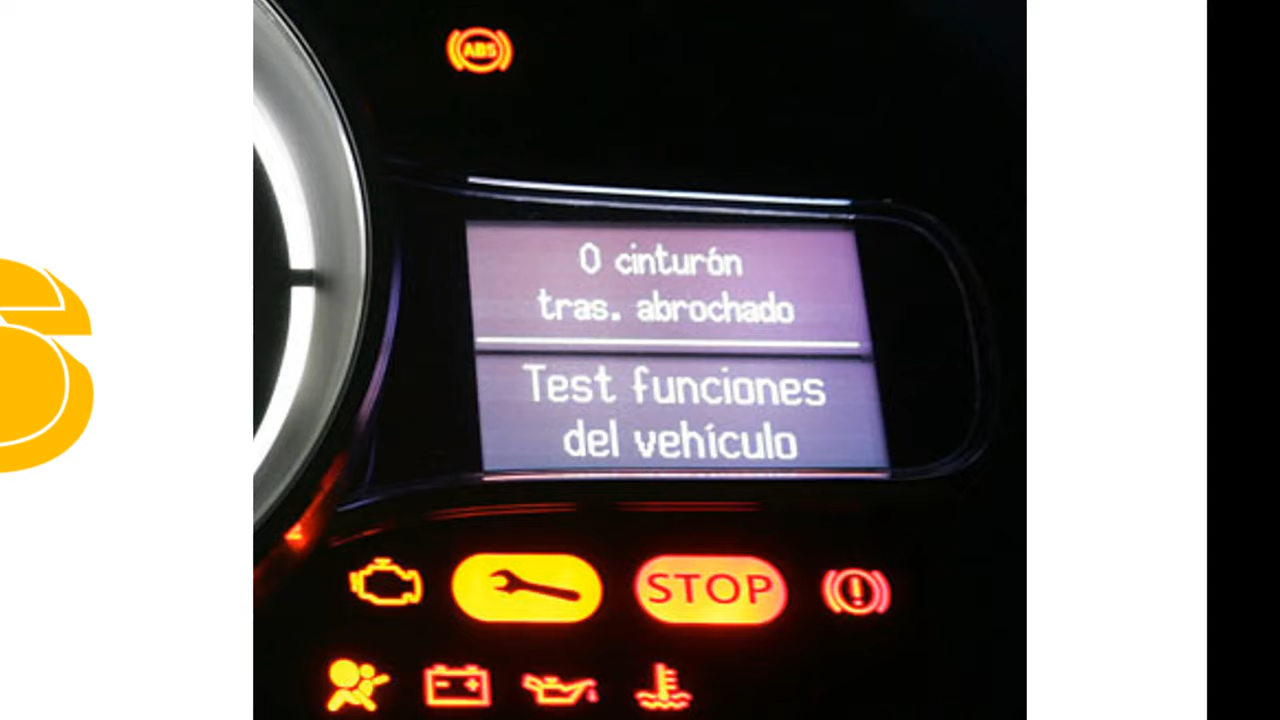 ABS
0 cinturón
tras. abrochado
Test funciones
del vehículo
STOP